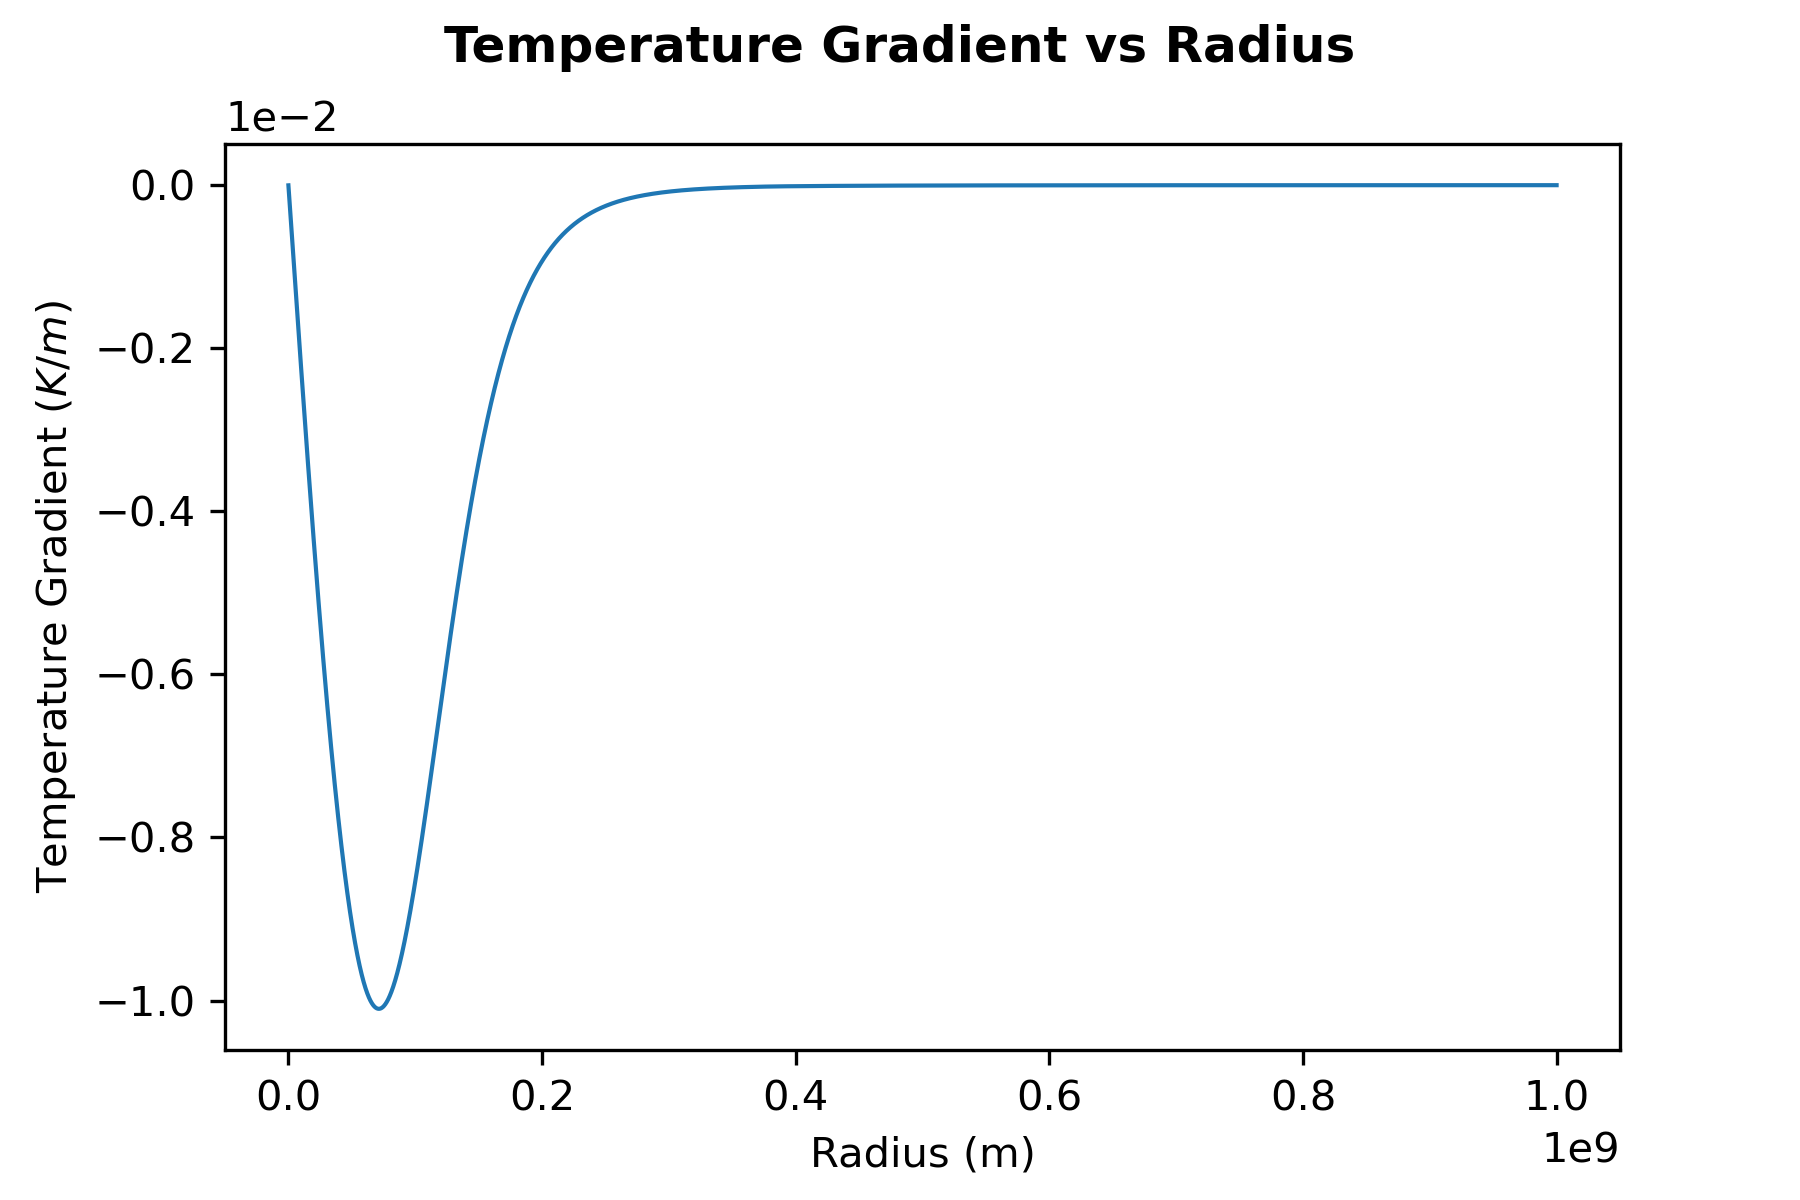 Temperature Gradient vs Radius
1e−2
0.0
−0.2
−0.4
−0.6
−0.8
−1.0
Temperature Gradient (K/m)
0.0 0.2 0.4 0.6 0.8 1.0
1e9
Radius (m)